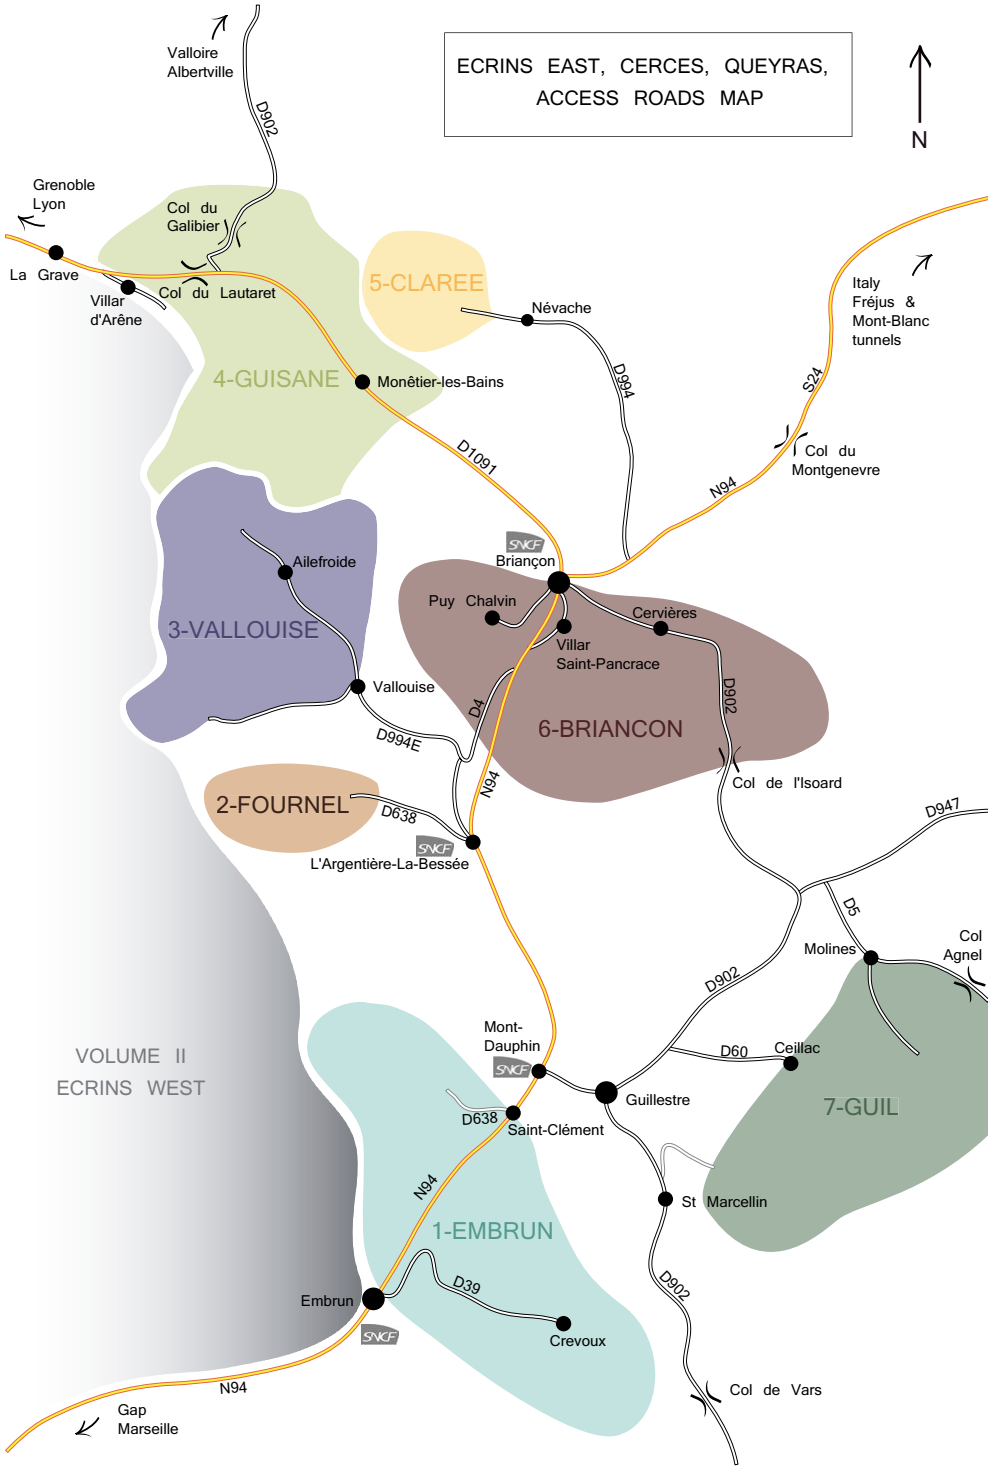 Valloire
Albertville
ECRINS EAST, CERCES, QUEYRAS,
ACCESS ROADS MAP
N
D902
Grenoble
Lyon
Col du
Galibier
La Grave
Villar
d'Arêne
Col du Lautaret
5-CLAREE
Névache
Italy
Fréjus &
Mont-Blanc
tunnels
4-GUISANE
Monêtier-les-Bains
D994
S24
D1091
Col du
Montgenevre
N94
SNCF
Briançon
Ailefroide
Puy Chalvin
Cervières
3-VALLOUISE
Villar
Saint-Pancrace
Vallouise
D902
D4
6-BRIANCON
D994E
Col de l'Isoard
N94
2-FOURNEL
D638
D947
SNCF
L'Argentière-La-Bessée
D5
Molines
Col
Agnel
D902
Mont-
Dauphin
SNCF
D60
Ceillac
VOLUME II
ECRINS WEST
Guillestre
7-GUIL
D638
Saint-Clément
N94
St Marcellin
1-EMBRUN
D39
D902
Embrun
SNCF
Crevoux
N94
Col de Vars
Gap
Marseille